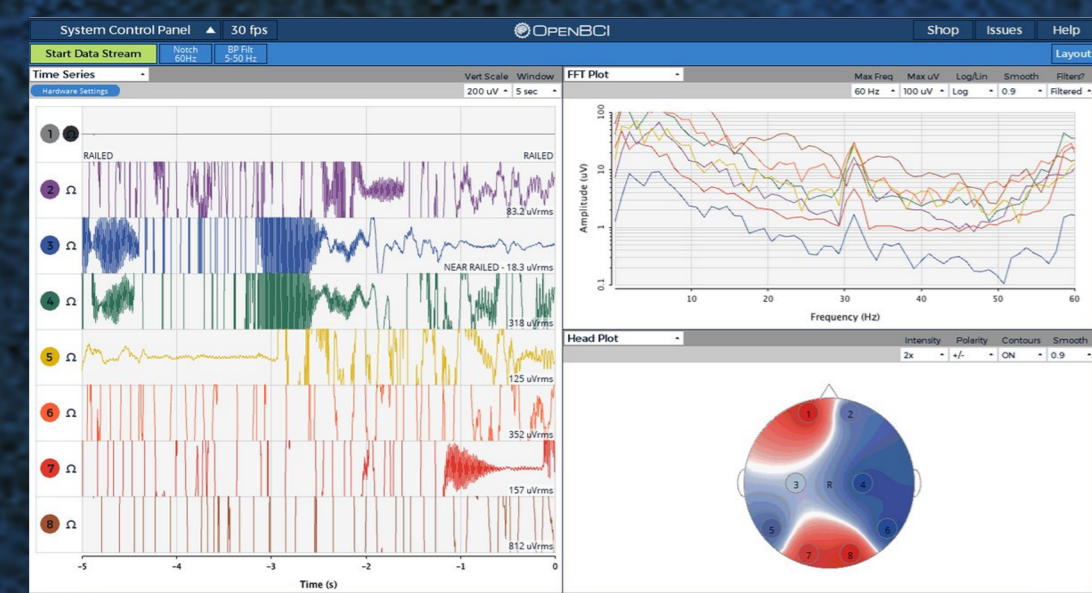 System Control Panel
30 fps
OPENBCI
Shop
Issues
Help
Start Data Stream
Notch
60Hz
BP Filt
5-50 Hz
Layout
Time Series
Vert Scale
Window
Hardware Settings
200 uV
5 sec
1
RAILED
RAILED
2 Ω
83.2 uVrms
3 Ω
NEAR RAILED - 18.3 uVrms
4 Ω
318 uVrms
5 Ω
125 uVrms
6 Ω
352 uVrms
7 Ω
157 uVrms
8 Ω
812 uVrms
-5 -4 -3 -2 -1 0
Time (s)
FFT Plot
Max Freq Max uV Log/Lin Smooth Filters?
60 Hz 100 uV Log 0.9 Filtered
100
10
1
0.1
Amplitude (uV)
10 20 30 40 50 60
Frequency (Hz)
Head Plot
Intensity Polarity Contours Smooth
2x +/- ON 0.9
1 2
3 R 4
5 6
7 8